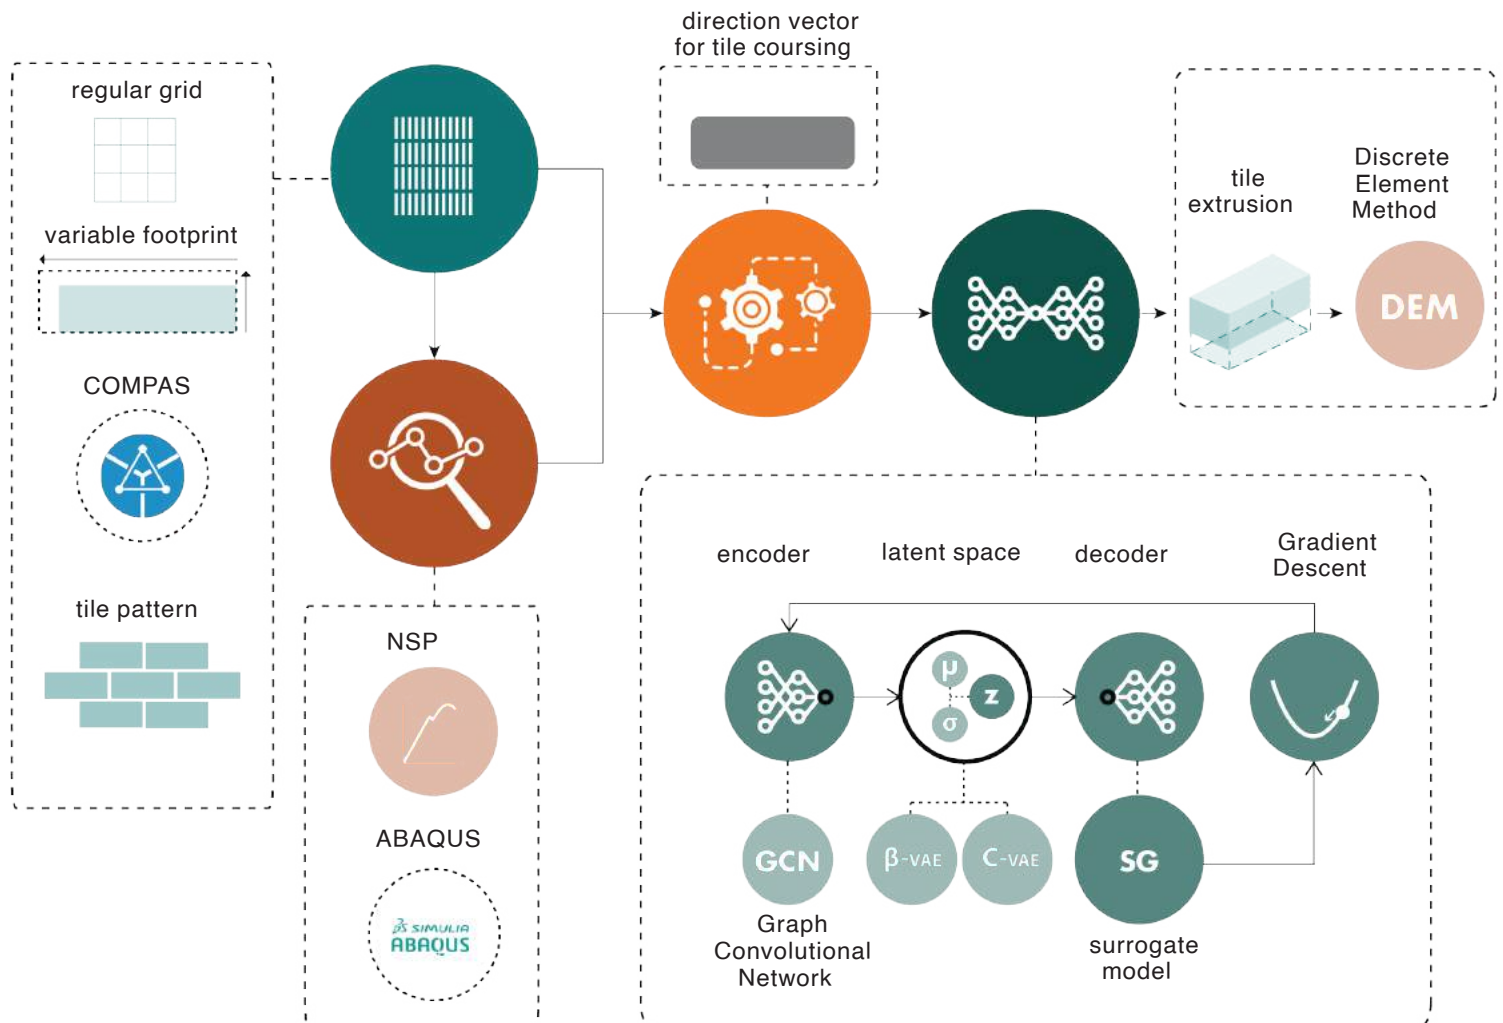 direction vector
for tile coursing
regular grid
variable footprint
COMPAS
tile pattern
NSP
ABAQUS
SIMULIA
ABAQUS
tile
extrusion
Discrete
Element
Method
DEM
encoder
latent space
decoder
Gradient
Descent
μ
z
σ
GCN
β-VAE
C-VAE
SG
Graph
Convolutional
Network
surrogate
model